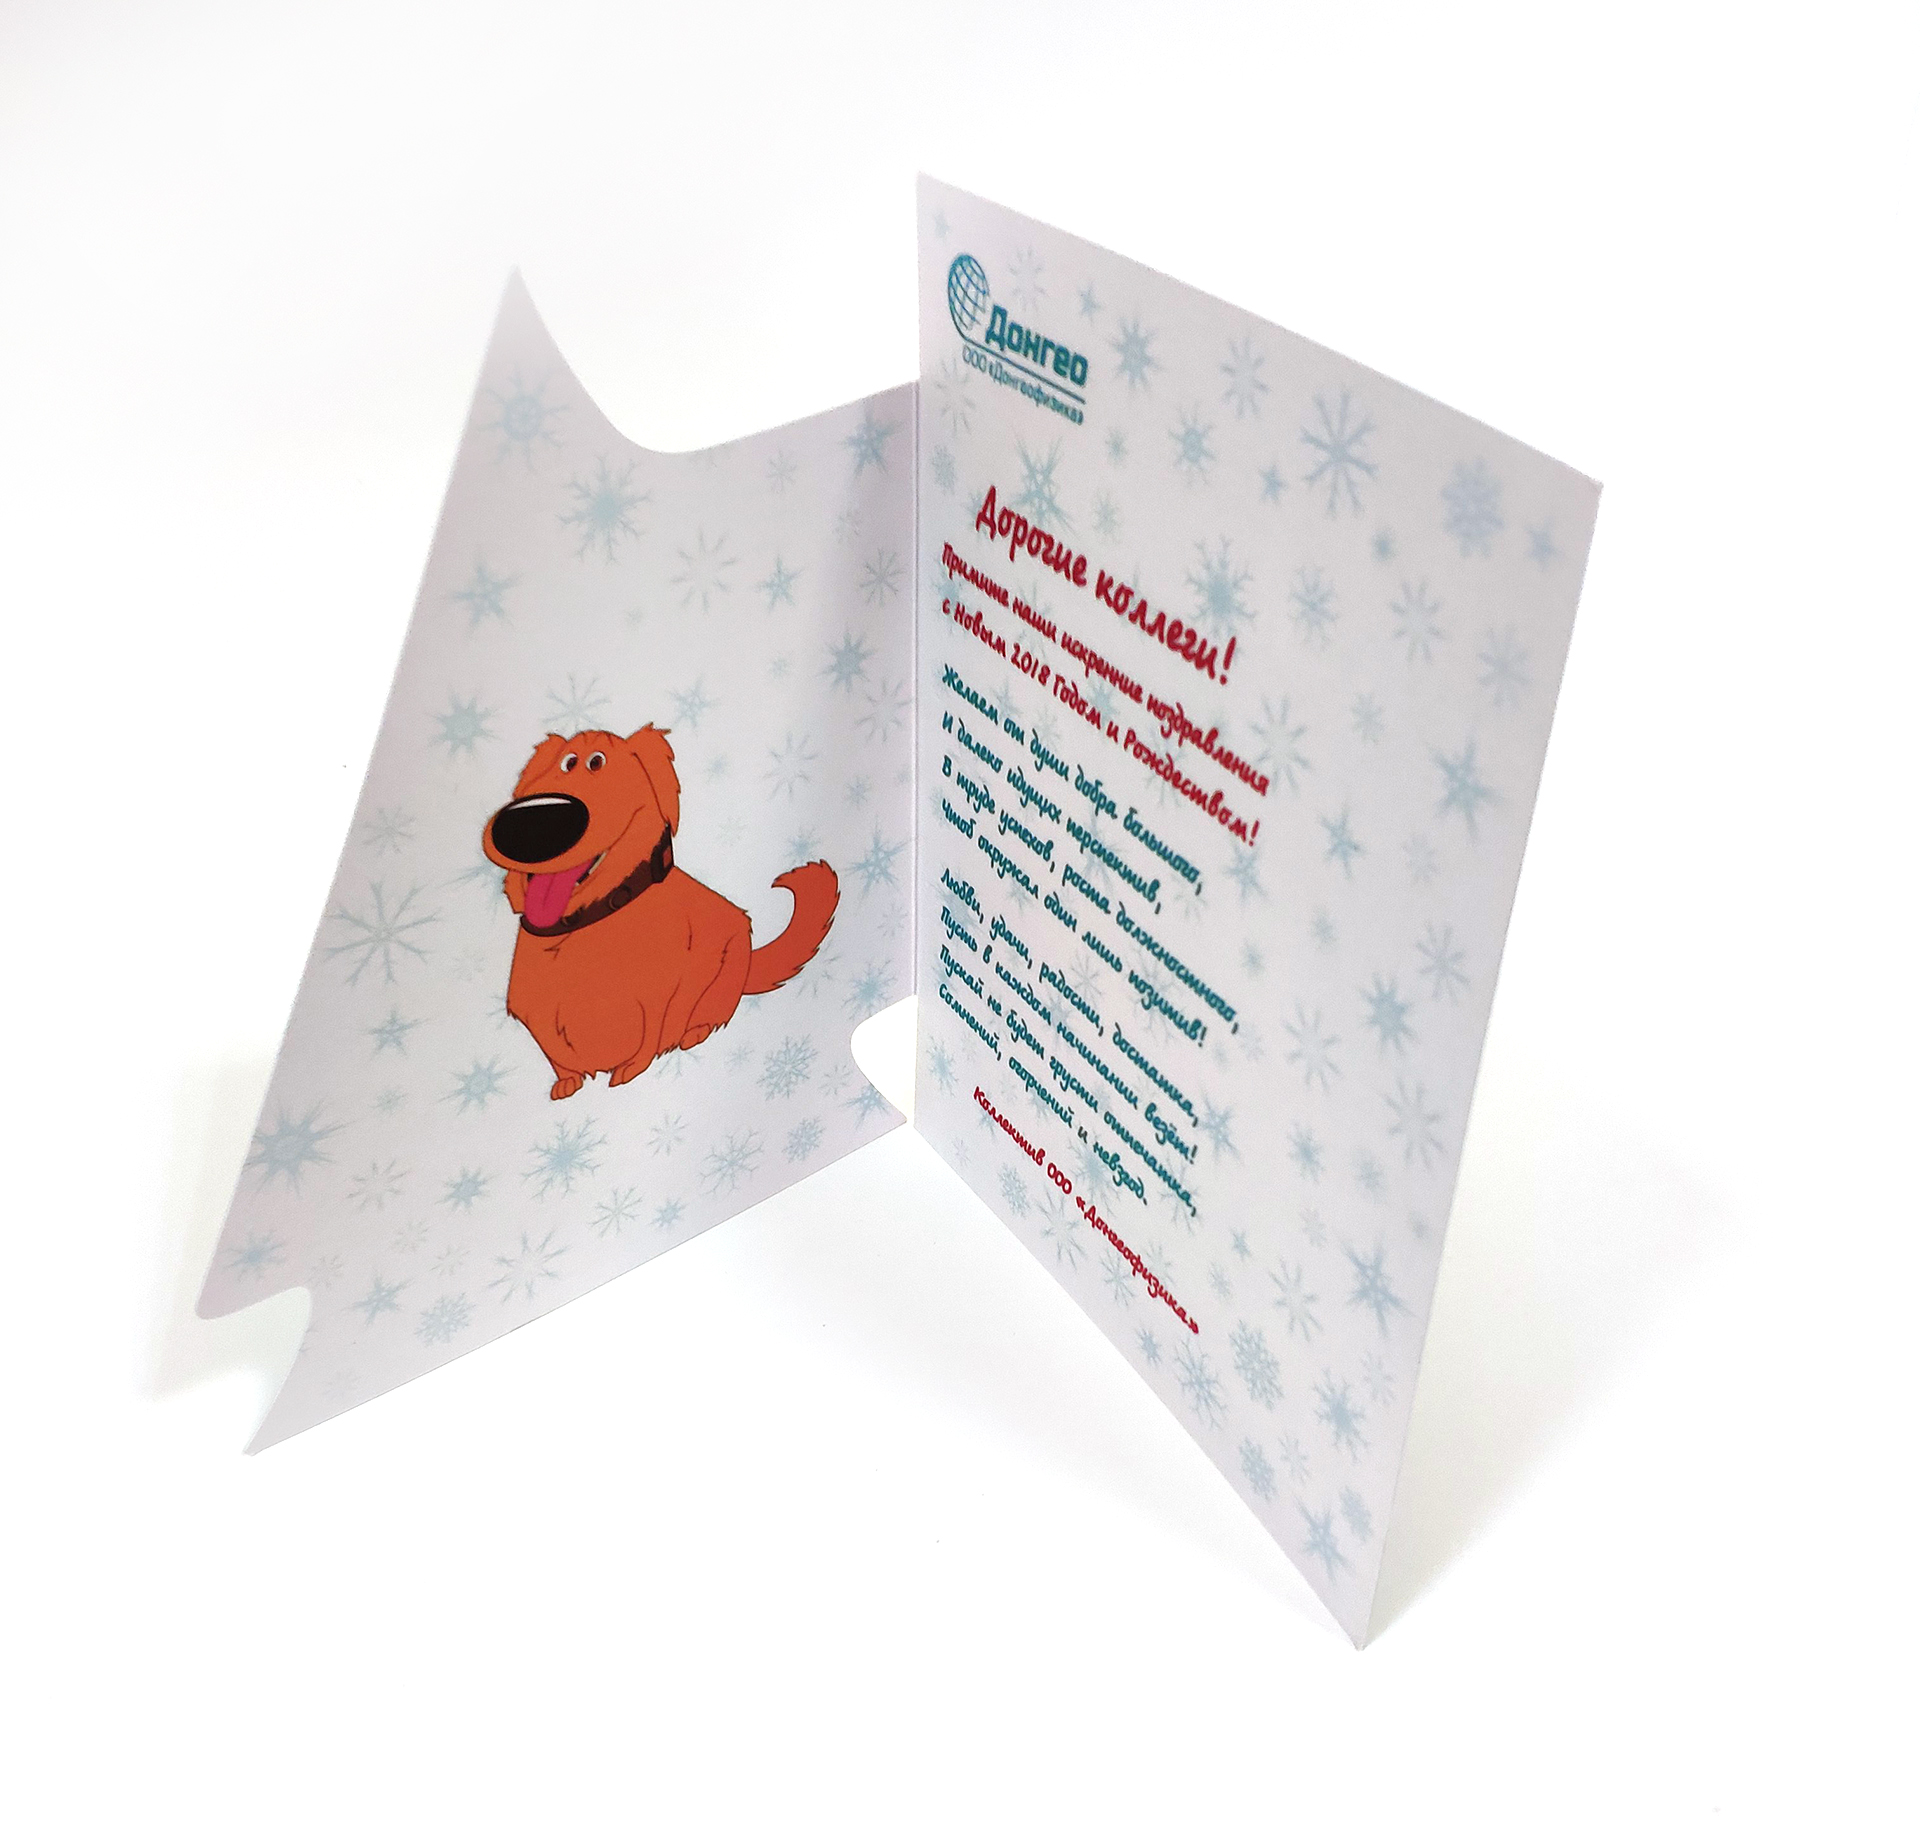 Донгео
ООО «Донгеофизика»
Дорогие коллеги!
Примите наши искренние поздравления
с Новым 2018 Годом и Рождеством!
Желаем от души добра большого,
И далеко идущих перспектив,
В труде успехов, роста должностного,
Чтоб окружал один лишь позитив!
Любви, удачи, радости, достатка,
Пусть в каждом начинании везёт!
Пускай не будет грусти отпечатка,
Сомнений, огорчений и невзгод.
Коллектив ООО «Донгеофизика»